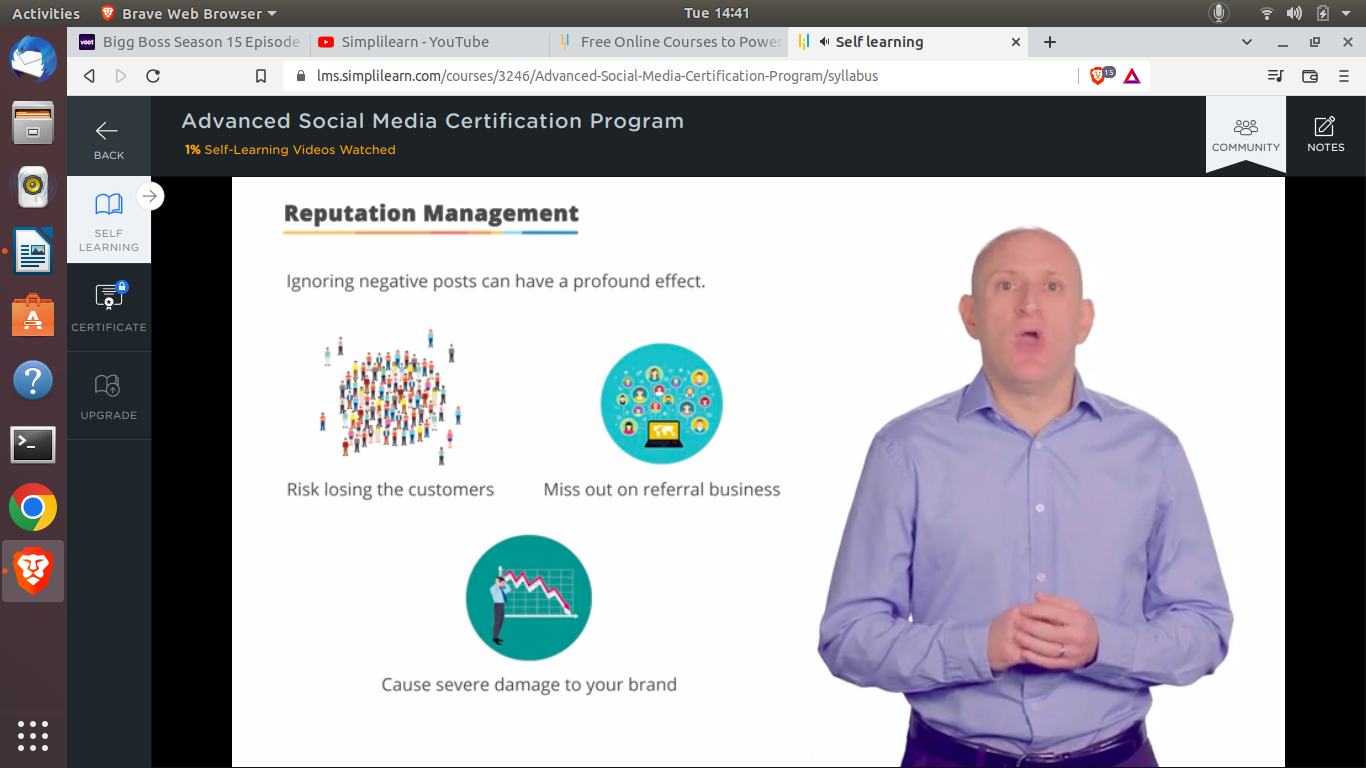 Activities
Brave Web Browser
Tue 14:41
voot
Bigg Boss Season 15 Episode
Simplilearn - YouTube
Free Online Courses to Power
Self learning
lms.simplilearn.com/courses/3246/Advanced-Social-Media-Certification-Program/syllabus
15
BACK
Advanced Social Media Certification Program
1% Self-Learning Videos Watched
COMMUNITY
NOTES
SELF
LEARNING
CERTIFICATE
UPGRADE
Reputation Management
Ignoring negative posts can have a profound effect.
Risk losing the customers
Miss out on referral business
Cause severe damage to your brand